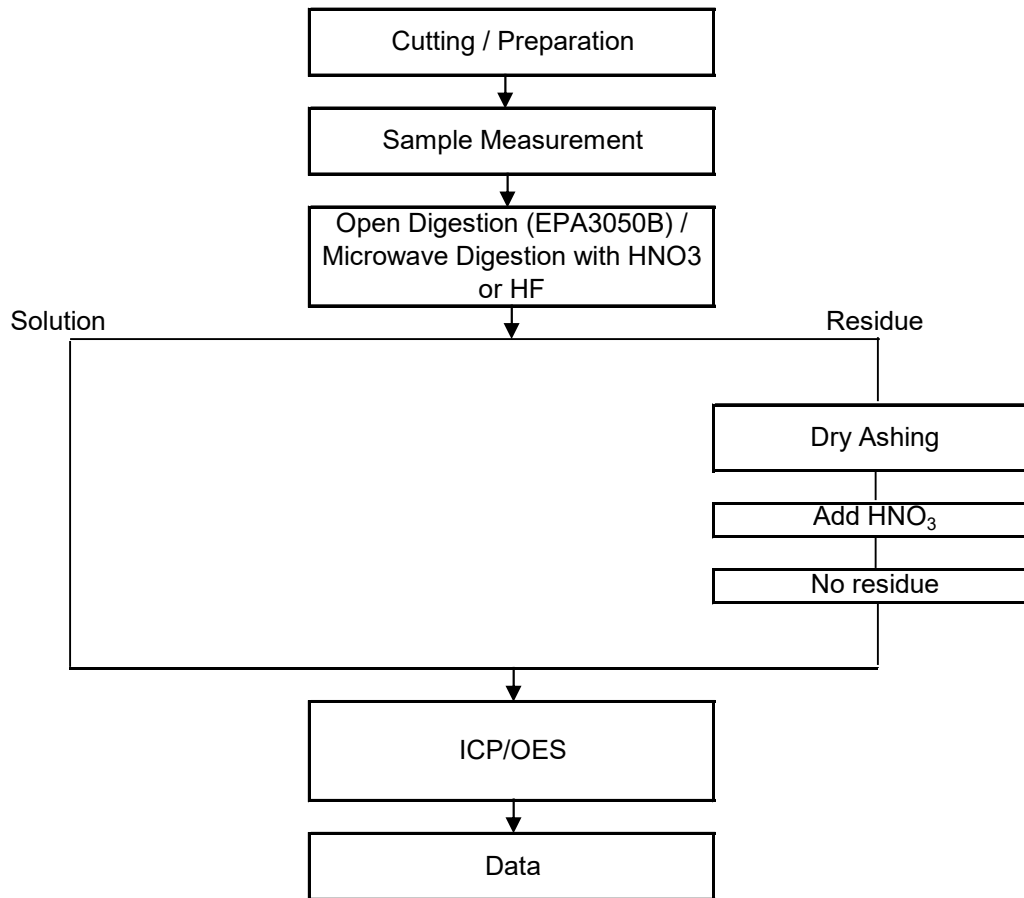 Cutting / Preparation
Sample Measurement
Open Digestion (EPA3050B) /
Microwave Digestion with HNO3
or HF
Solution
Residue
Dry Ashing
Add HNO₃
No residue
ICP/OES
Data